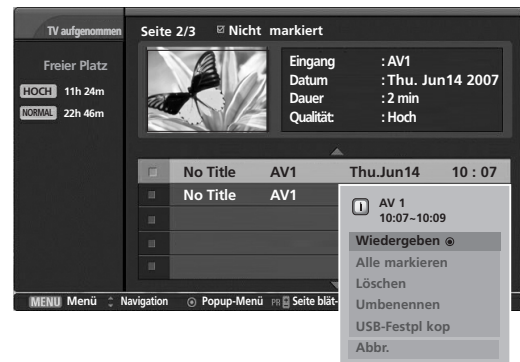 TV aufgenommen
Seite 2/3 Nicht markiert
Freier Platz
HOCH 11h 24m
NORMAL 22h 46m
Eingang : AV1
Datum : Thu. Jun14 2007
Dauer : 2 min
Qualität: : Hoch
No Title AV1 Thu.Jun14 10 : 07
No Title AV1
AV 1
10:07~10:09
Wiedergeben
Alle markieren
Löschen
Umbenennen
USB-Festpl kop
Abbr.
MENU Menü Navigation Popup-Menü PR Seite blät-